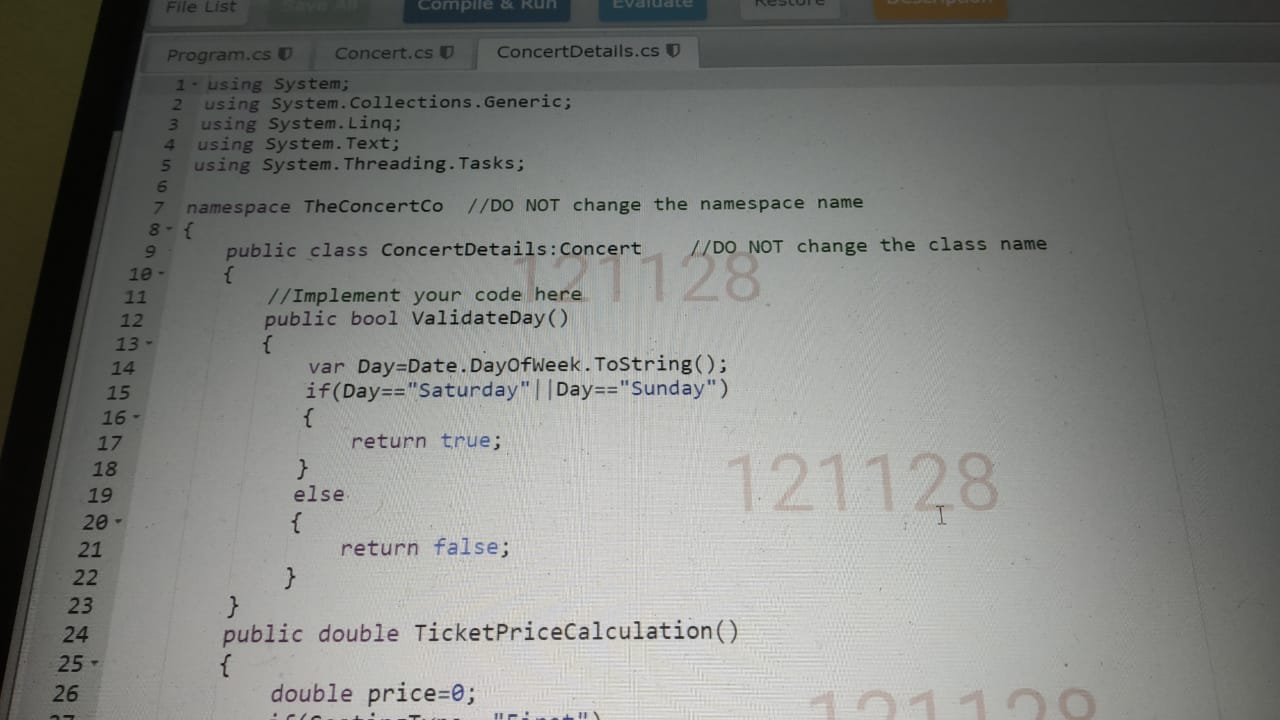 File List Save All Compile & Run Evaluate Restore Description
Program.cs Concert.cs ConcertDetails.cs
1 using System;
2 using System.Collections.Generic;
3 using System.Linq;
4 using System.Text;
5 using System.Threading.Tasks;
6
7 namespace TheConcertCo //DO NOT change the namespace name
8 {
9 public class ConcertDetails:Concert //DO NOT change the class name
10 {
121128
11 //Implement your code here
12 public bool ValidateDay()
13 {
14 var Day=Date.DayOfWeek.ToString();
15 if(Day=="Saturday"||Day=="Sunday")
16 {
17 return true;
18 }
121128
19 else
20 {
21 return false;
22 }
23 }
24 public double TicketPriceCalculation()
25 {
26 double price=0;
121128